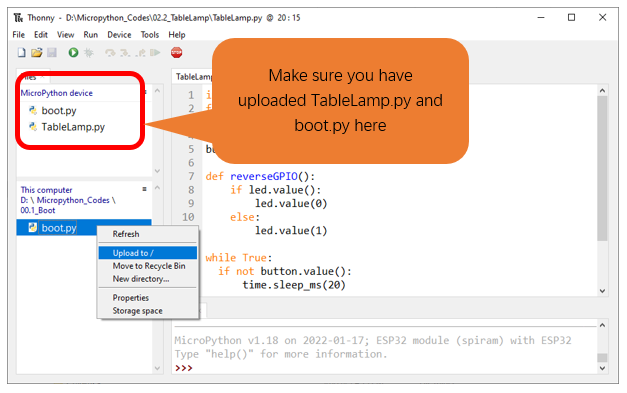 Thonny - D:\Micropython_Codes\02.2_TableLamp\TableLamp.py @ 20 : 15
File Edit View Run Device Tools Help
STOP
Make sure you have
uploaded TableLamp.py and
boot.py here
Files
MicroPython device
boot.py
TableLamp.py
This computer
D: \ Micropython_Codes \
00.1_Boot
boot.py
Refresh
Upload to /
Move to Recycle Bin
New directory...
Properties
Storage space
TableLamp
1 i
2 f
5 bu
6
7 def reverseGPIO():
8 if led.value():
9 led.value(0)
10 else:
led.value(1)
while True:
if not button.value():
time.sleep_ms(20)
MicroPython v1.18 on 2022-01-17; ESP32 module (spiram) with ESP32
Type "help()" for more information.
>>>